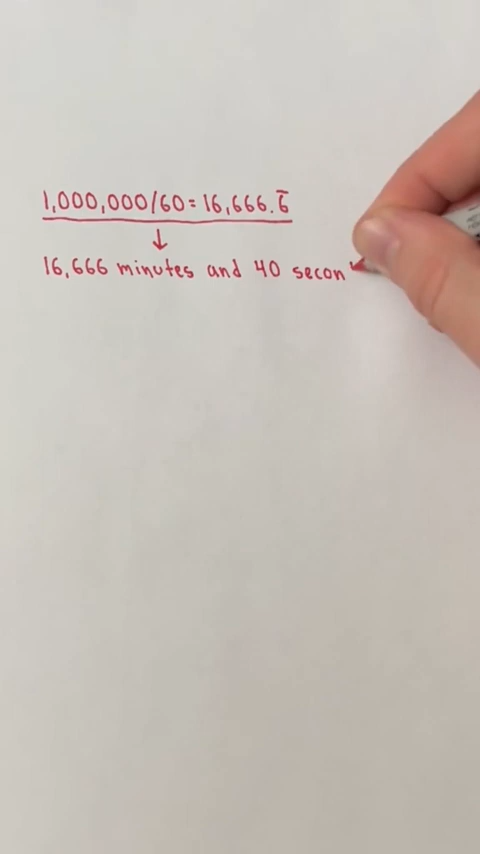 1,000,000/60 = 16,666.6̅
↓
16,666 minutes and 40 secon